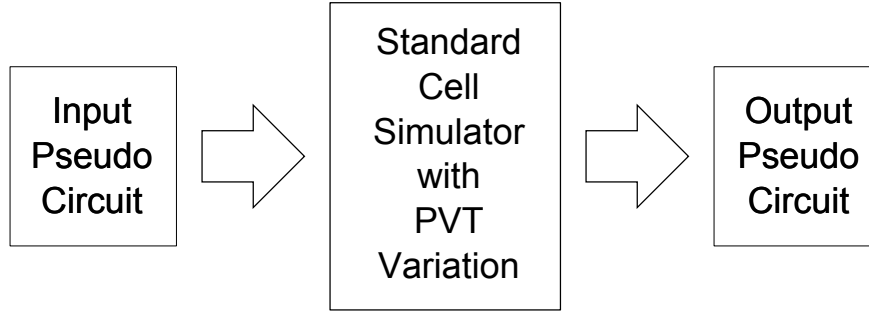 Input
Pseudo
Circuit
Standard
Cell
Simulator
with
PVT
Variation
Output
Pseudo
Circuit